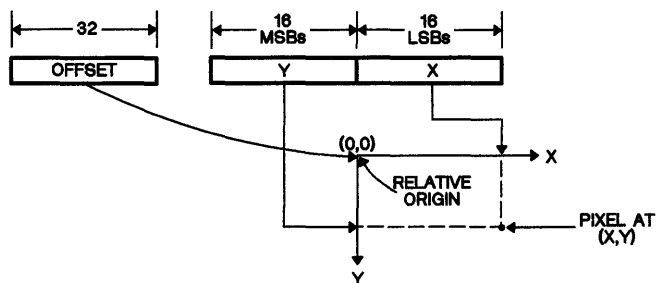 32
16
MSBs
16
LSBs
OFFSET
Y
X
(0,0)
X
RELATIVE
ORIGIN
PIXEL AT
(X,Y)
Y